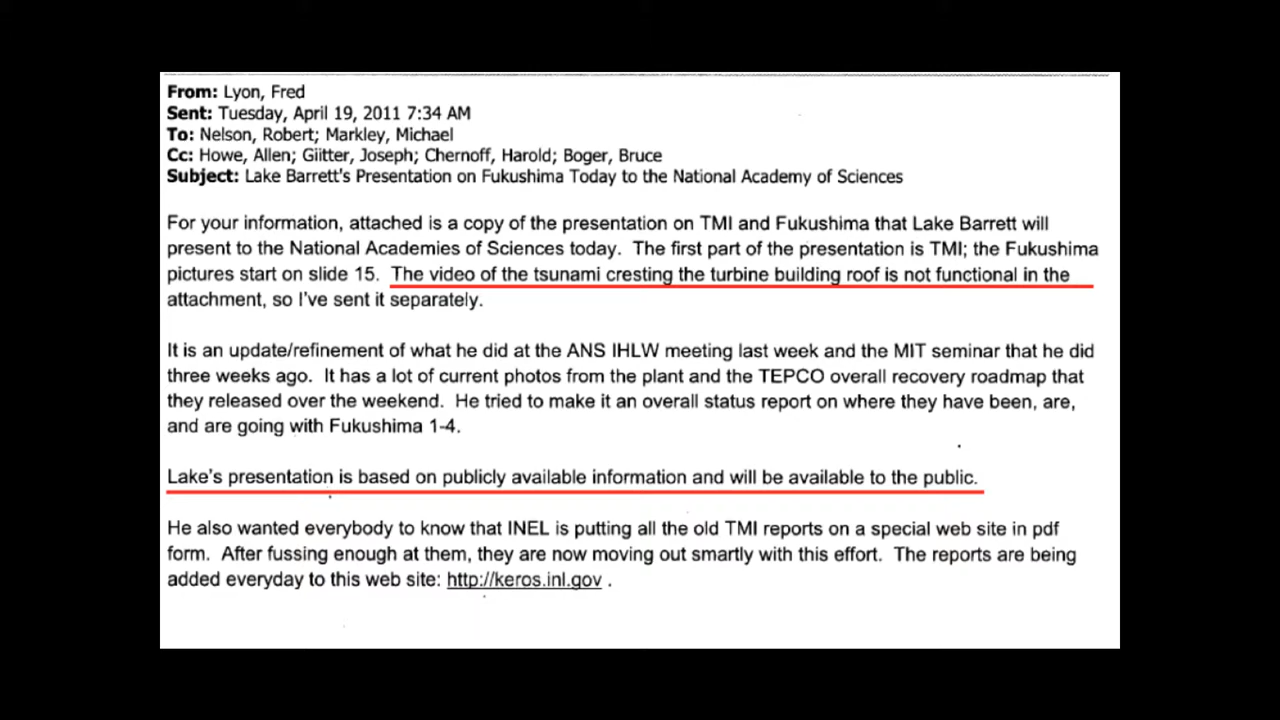 From: Lyon, Fred
Sent: Tuesday, April 19, 2011 7:34 AM
To: Nelson, Robert; Markley, Michael
Cc: Howe, Allen; Giitter, Joseph; Chernoff, Harold; Boger, Bruce
Subject: Lake Barrett's Presentation on Fukushima Today to the National Academy of Sciences
For your information, attached is a copy of the presentation on TMI and Fukushima that Lake Barrett will
present to the National Academies of Sciences today.  The first part of the presentation is TMI; the Fukushima
pictures start on slide 15.  The video of the tsunami cresting the turbine building roof is not functional in the
attachment, so I've sent it separately.
It is an update/refinement of what he did at the ANS IHLW meeting last week and the MIT seminar that he did
three weeks ago.  It has a lot of current photos from the plant and the TEPCO overall recovery roadmap that
they released over the weekend.  He tried to make it an overall status report on where they have been, are,
and are going with Fukushima 1-4.
Lake's presentation is based on publicly available information and will be available to the public.
He also wanted everybody to know that INEL is putting all the old TMI reports on a special web site in pdf
form.  After fussing enough at them, they are now moving out smartly with this effort.  The reports are being
added everyday to this web site: http://keros.inl.gov .